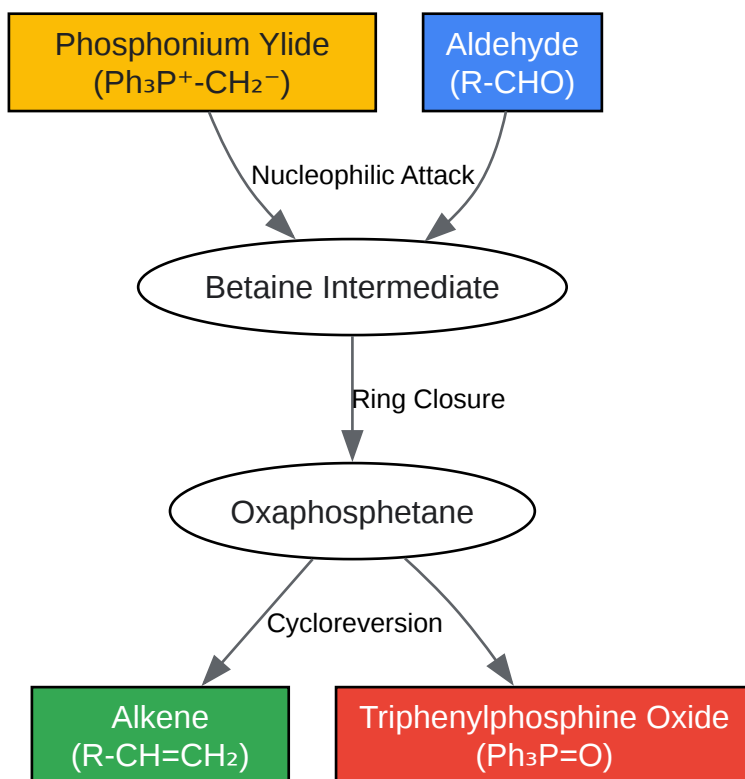 Phosphonium Ylide
(Ph₃P⁺-CH₂⁻)
Aldehyde
(R-CHO)
Nucleophilic Attack
Betaine Intermediate
Ring Closure
Oxaphosphetane
Cycloreversion
Alkene
(R-CH=CH₂)
Triphenylphosphine Oxide
(Ph₃P=O)